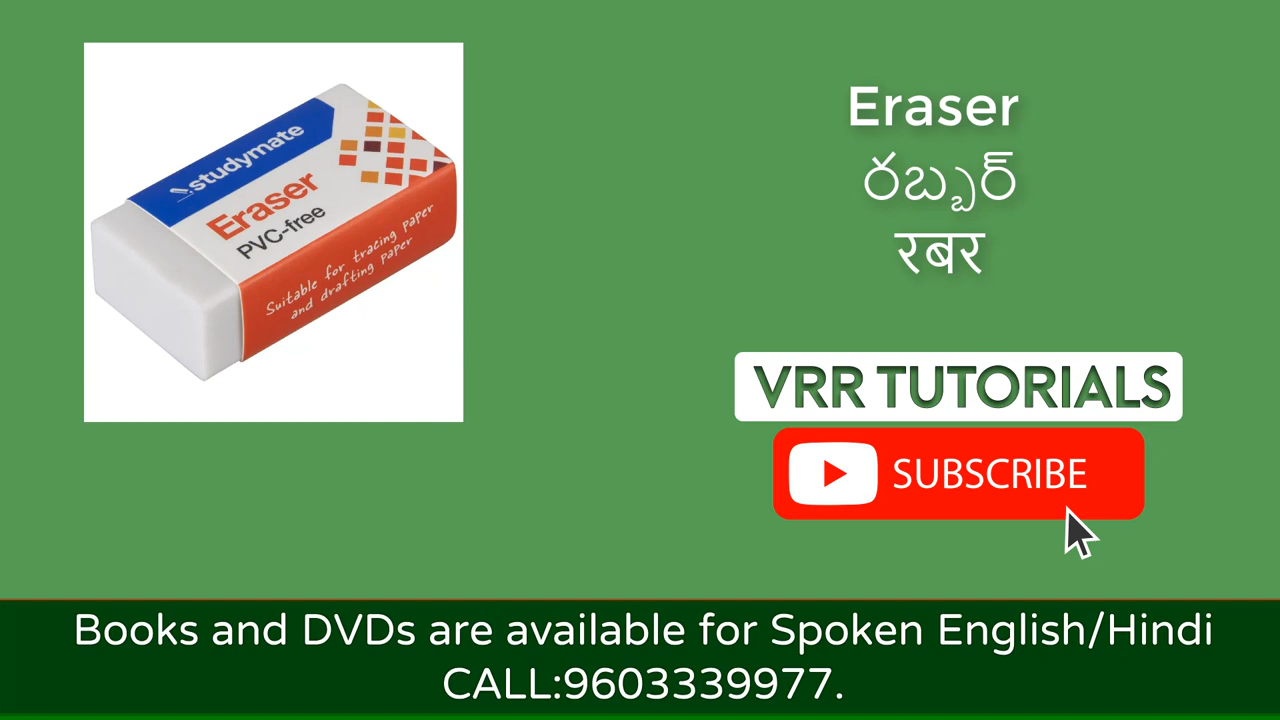 studymate
Eraser
PVC-free
Suitable for tracing paper
and drafting paper
Eraser
రబ్బర్
रबर
VRR TUTORIALS
SUBSCRIBE
Books and DVDs are available for Spoken English/Hindi
CALL:9603339977.